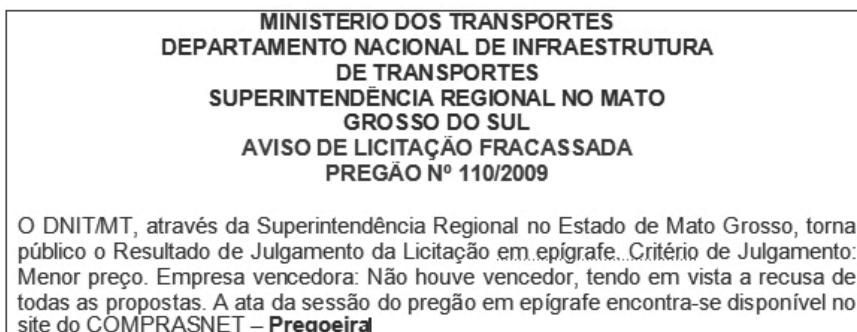 MINISTERIO DOS TRANSPORTES
DEPARTAMENTO NACIONAL DE INFRAESTRUTURA
DE TRANSPORTES
SUPERINTENDÊNCIA REGIONAL NO MATO
GROSSO DO SUL
AVISO DE LICITAÇÃO FRACASSADA
PREGÃO Nº 110/2009
O DNIT/MT, através da Superintendência Regional no Estado de Mato Grosso, torna
público o Resultado de Julgamento da Licitação em epígrafe. Critério de Julgamento:
Menor preço. Empresa vencedora: Não houve vencedor, tendo em vista a recusa de
todas as propostas. A ata da sessão do pregão em epígrafe encontra-se disponível no
site do COMPRASNET – Pregoeira